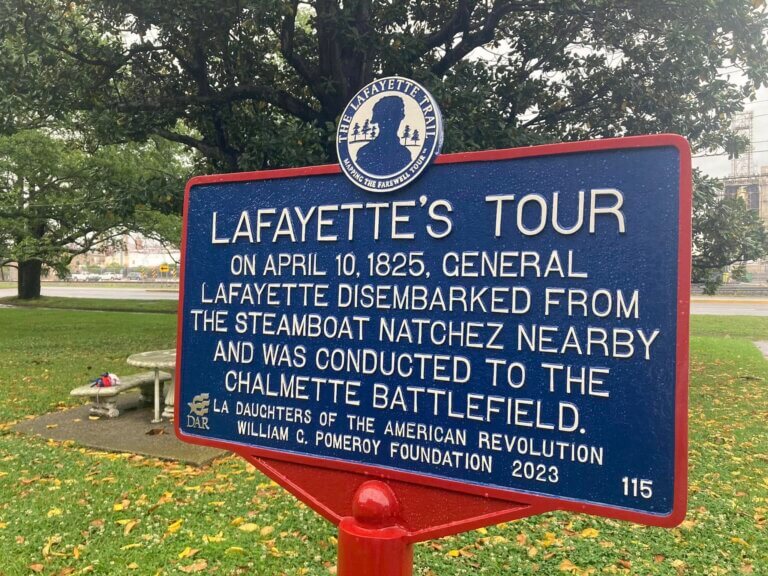 THE LAFAYETTE TRAIL
MAPPING THE FAREWELL TOUR
LAFAYETTE'S TOUR
ON APRIL 10, 1825, GENERAL
LAFAYETTE DISEMBARKED FROM
THE STEAMBOAT NATCHEZ NEARBY
AND WAS CONDUCTED TO THE
CHALMETTE BATTLEFIELD.
DAR
LA DAUGHTERS OF THE AMERICAN REVOLUTION
WILLIAM G. POMEROY FOUNDATION 2023
115